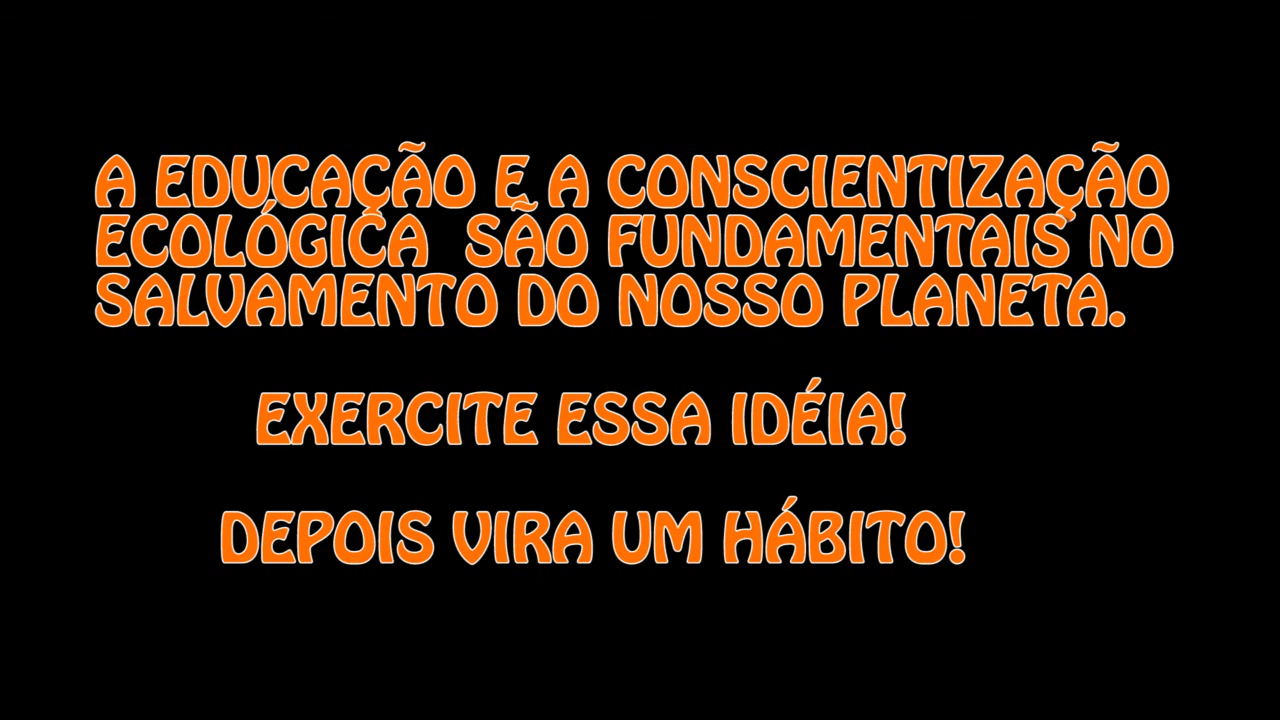 A EDUCAÇÃO E A CONSCIENTIZAÇÃO
ECOLÓGICA SÃO FUNDAMENTAIS NO
SALVAMENTO DO NOSSO PLANETA.
EXERCITE ESSA IDÉIA!
DEPOIS VIRA UM HÁBITO!